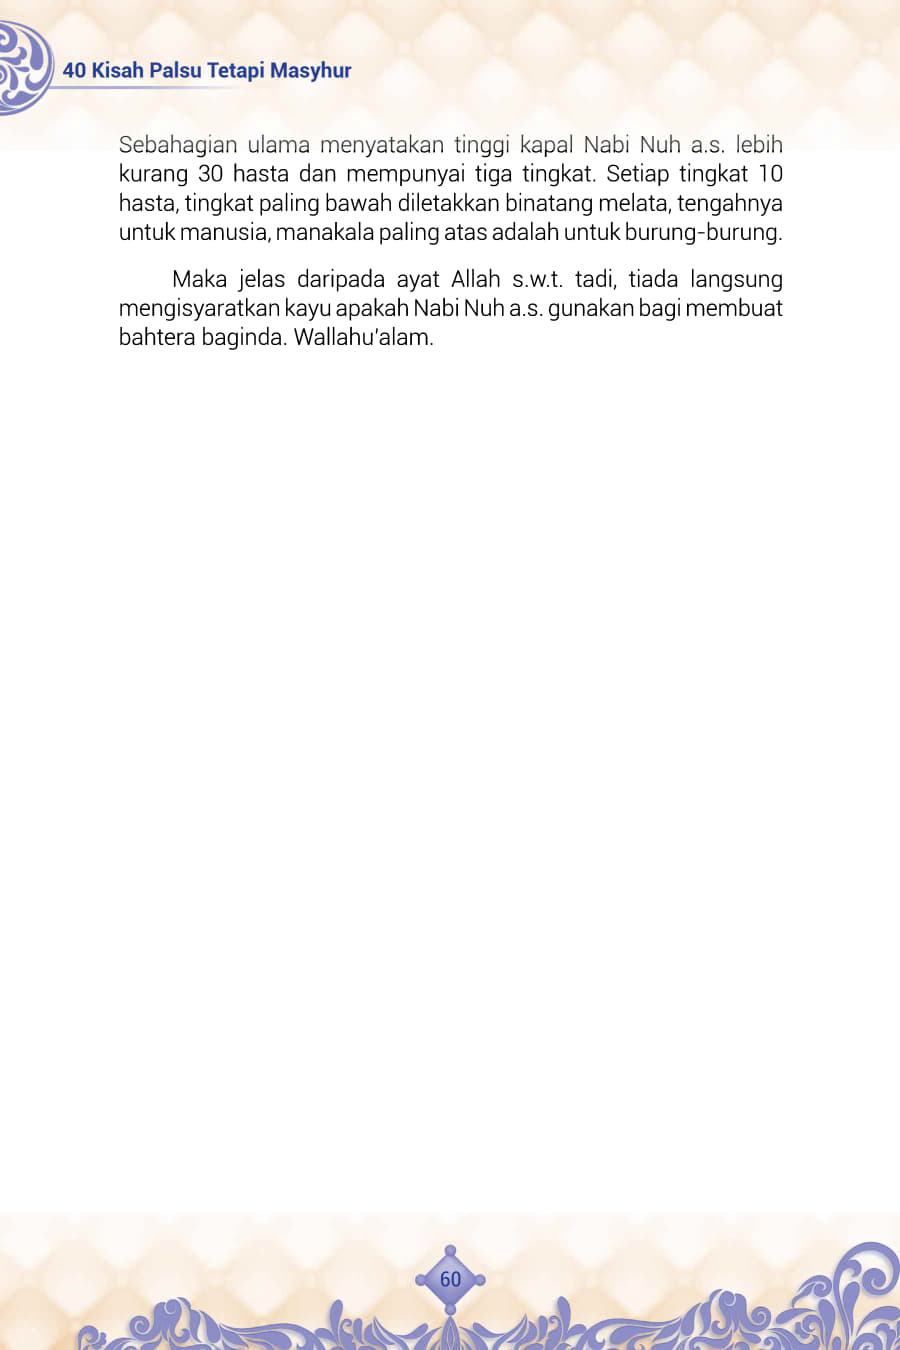 40 Kisah Palsu Tetapi Masyhur
Sebahagian ulama menyatakan tinggi kapal Nabi Nuh a.s. lebih
kurang 30 hasta dan mempunyai tiga tingkat. Setiap tingkat 10
hasta, tingkat paling bawah diletakkan binatang melata, tengahnya
untuk manusia, manakala paling atas adalah untuk burung-burung.
Maka jelas daripada ayat Allah s.w.t. tadi, tiada langsung
mengisyaratkan kayu apakah Nabi Nuh a.s. gunakan bagi membuat
bahtera baginda. Wallahu’alam.
60